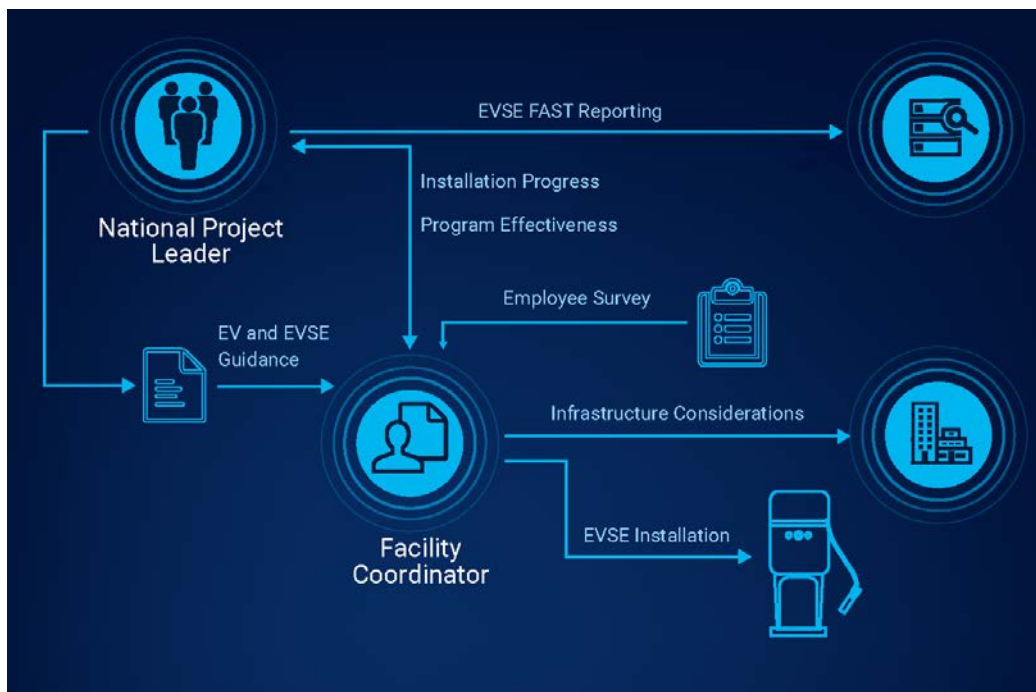 EVSE FAST Reporting
Installation Progress
Program Effectiveness
National Project
Leader
Employee Survey
EV and EVSE
Guidance
Infrastructure Considerations
EVSE Installation
Facility
Coordinator